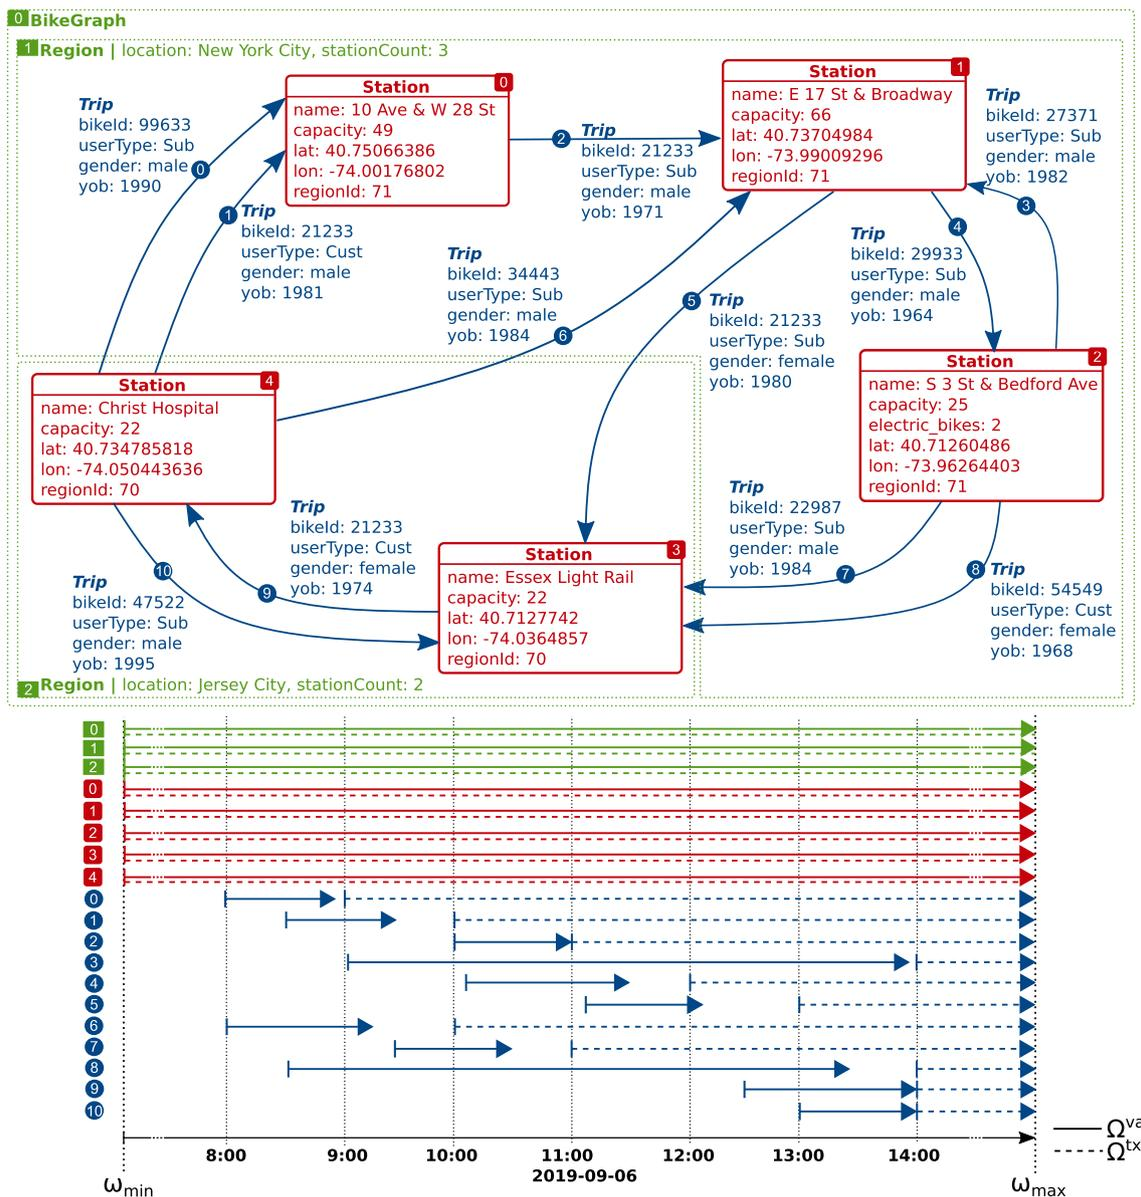 0 BikeGraph
1 Region | location: New York City, stationCount: 3
Station 0
name: 10 Ave & W 28 St
capacity: 49
lat: 40.75066386
lon: -74.00176802
regionId: 71
Station 1
name: E 17 St & Broadway
capacity: 66
lat: 40.73704984
lon: -73.99009296
regionId: 71
Trip
bikeId: 99633
userType: Sub
gender: male
yob: 1990
0
1
Trip
bikeId: 21233
userType: Cust
gender: male
yob: 1981
2
Trip
bikeId: 21233
userType: Sub
gender: male
yob: 1971
Trip
bikeId: 27371
userType: Sub
gender: male
yob: 1982
3
4
Trip
bikeId: 29933
userType: Sub
gender: male
yob: 1964
Trip
bikeId: 34443
userType: Sub
gender: male
yob: 1984
6
5
Trip
bikeId: 21233
userType: Sub
gender: female
yob: 1980
Station 4
name: Christ Hospital
capacity: 22
lat: 40.734785818
lon: -74.050443636
regionId: 70
Station 2
name: S 3 St & Bedford Ave
capacity: 25
electric_bikes: 2
lat: 40.71260486
lon: -73.96264403
regionId: 71
Trip
bikeId: 21233
userType: Cust
gender: female
yob: 1974
9
Trip
bikeId: 22987
userType: Sub
gender: male
yob: 1984
7
Station 3
name: Essex Light Rail
capacity: 22
lat: 40.7127742
lon: -74.0364857
regionId: 70
10
Trip
bikeId: 47522
userType: Sub
gender: male
yob: 1995
8
Trip
bikeId: 54549
userType: Cust
gender: female
yob: 1968
2 Region | location: Jersey City, stationCount: 2
0
1
2
0
1
2
3
4
0
1
2
3
4
5
6
7
8
9
10
8:00 9:00 10:00 11:00 12:00 13:00 14:00
2019-09-06
ωmin
ωmax
Ωva
Ωtx